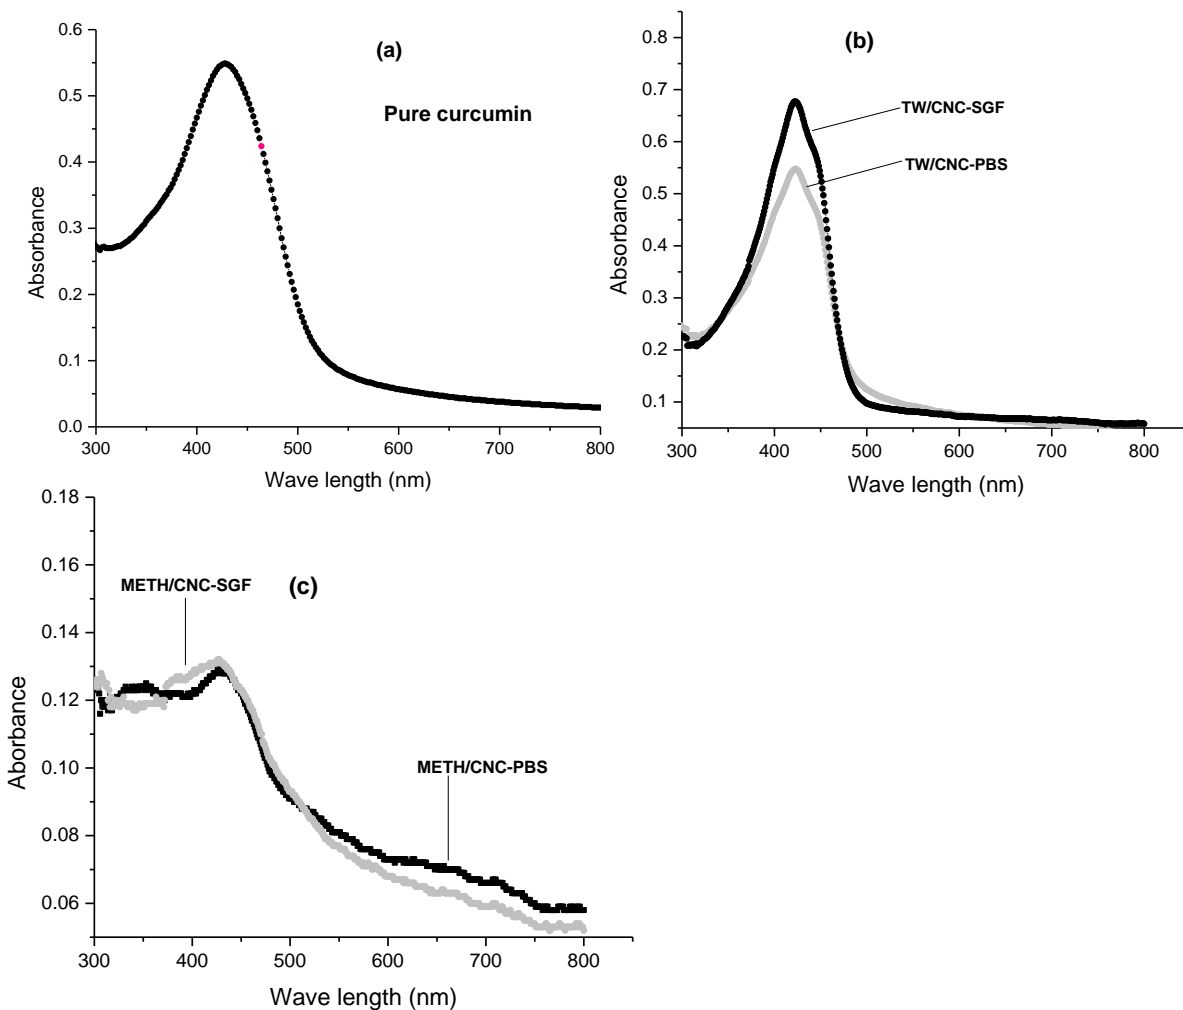 (a)
Pure curcumin
0.6
0.5
0.4
0.3
0.2
0.1
0.0
Absorbance
300
400
500
600
700
800
Wave length (nm)
(b)
TW/CNC-SGF
TW/CNC-PBS
0.8
0.7
0.6
0.5
0.4
0.3
0.2
0.1
Absorbance
300
400
500
600
700
800
Wave length (nm)
(c)
METH/CNC-SGF
METH/CNC-PBS
0.18
0.16
0.14
0.12
0.10
0.08
0.06
Aborbance
300
400
500
600
700
800
Wave length (nm)